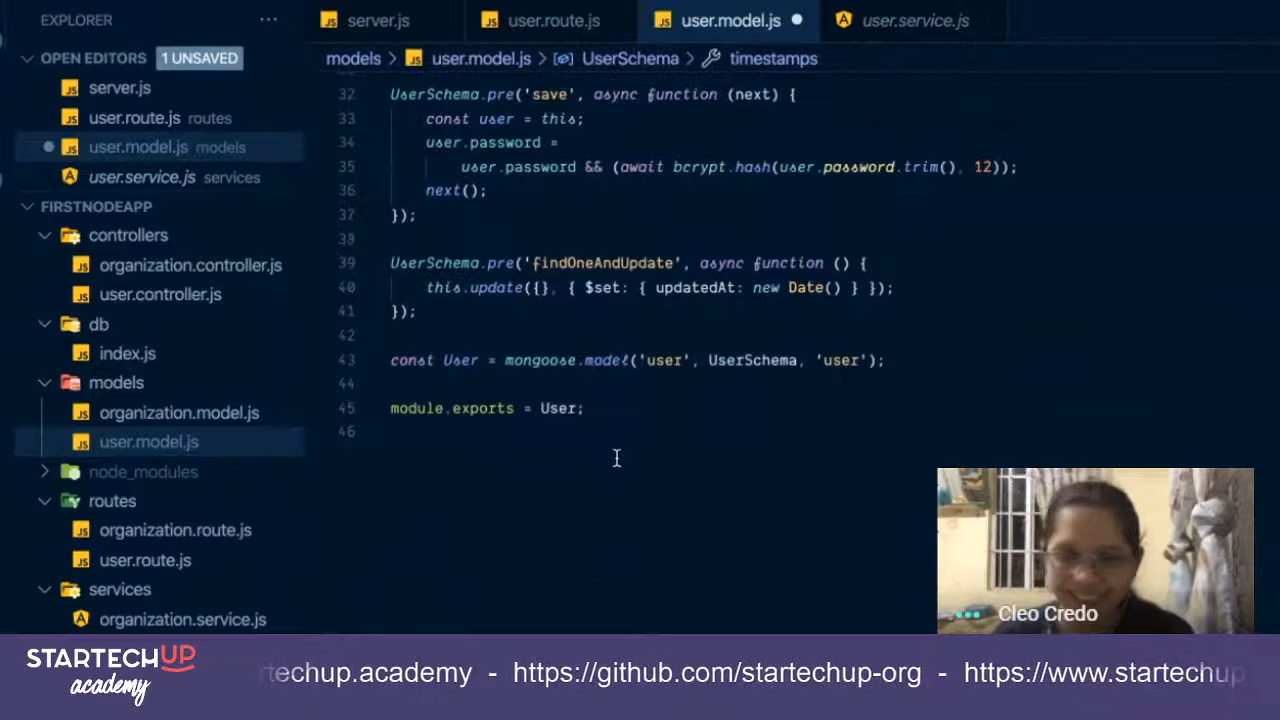 EXPLORER
OPEN EDITORS 1 UNSAVED
server.js
user.route.js routes
user.model.js models
user.service.js services
FIRSTNODEAPP
controllers
organization.controller.js
user.controller.js
db
index.js
models
organization.model.js
user.model.js
node_modules
routes
organization.route.js
user.route.js
services
organization.service.js
server.js user.route.js user.model.js user.service.js
models > user.model.js > UserSchema > timestamps
32 UserSchema.pre('save', async function (next) {
33 const user = this;
34 user.password =
35 user.password && (await bcrypt.hash(user.password.trim(), 12));
36 next();
37 });
38
39 UserSchema.pre('findOneAndUpdate', async function () {
40 this.update({}, { $set: { updatedAt: new Date() } });
41 });
42
43 const User = mongoose.model('user', UserSchema, 'user');
44
45 module.exports = User;
46
Cleo Credo
STARTECHUP
academy
rtechup.academy - https://github.com/startechup-org - https://www.startechup